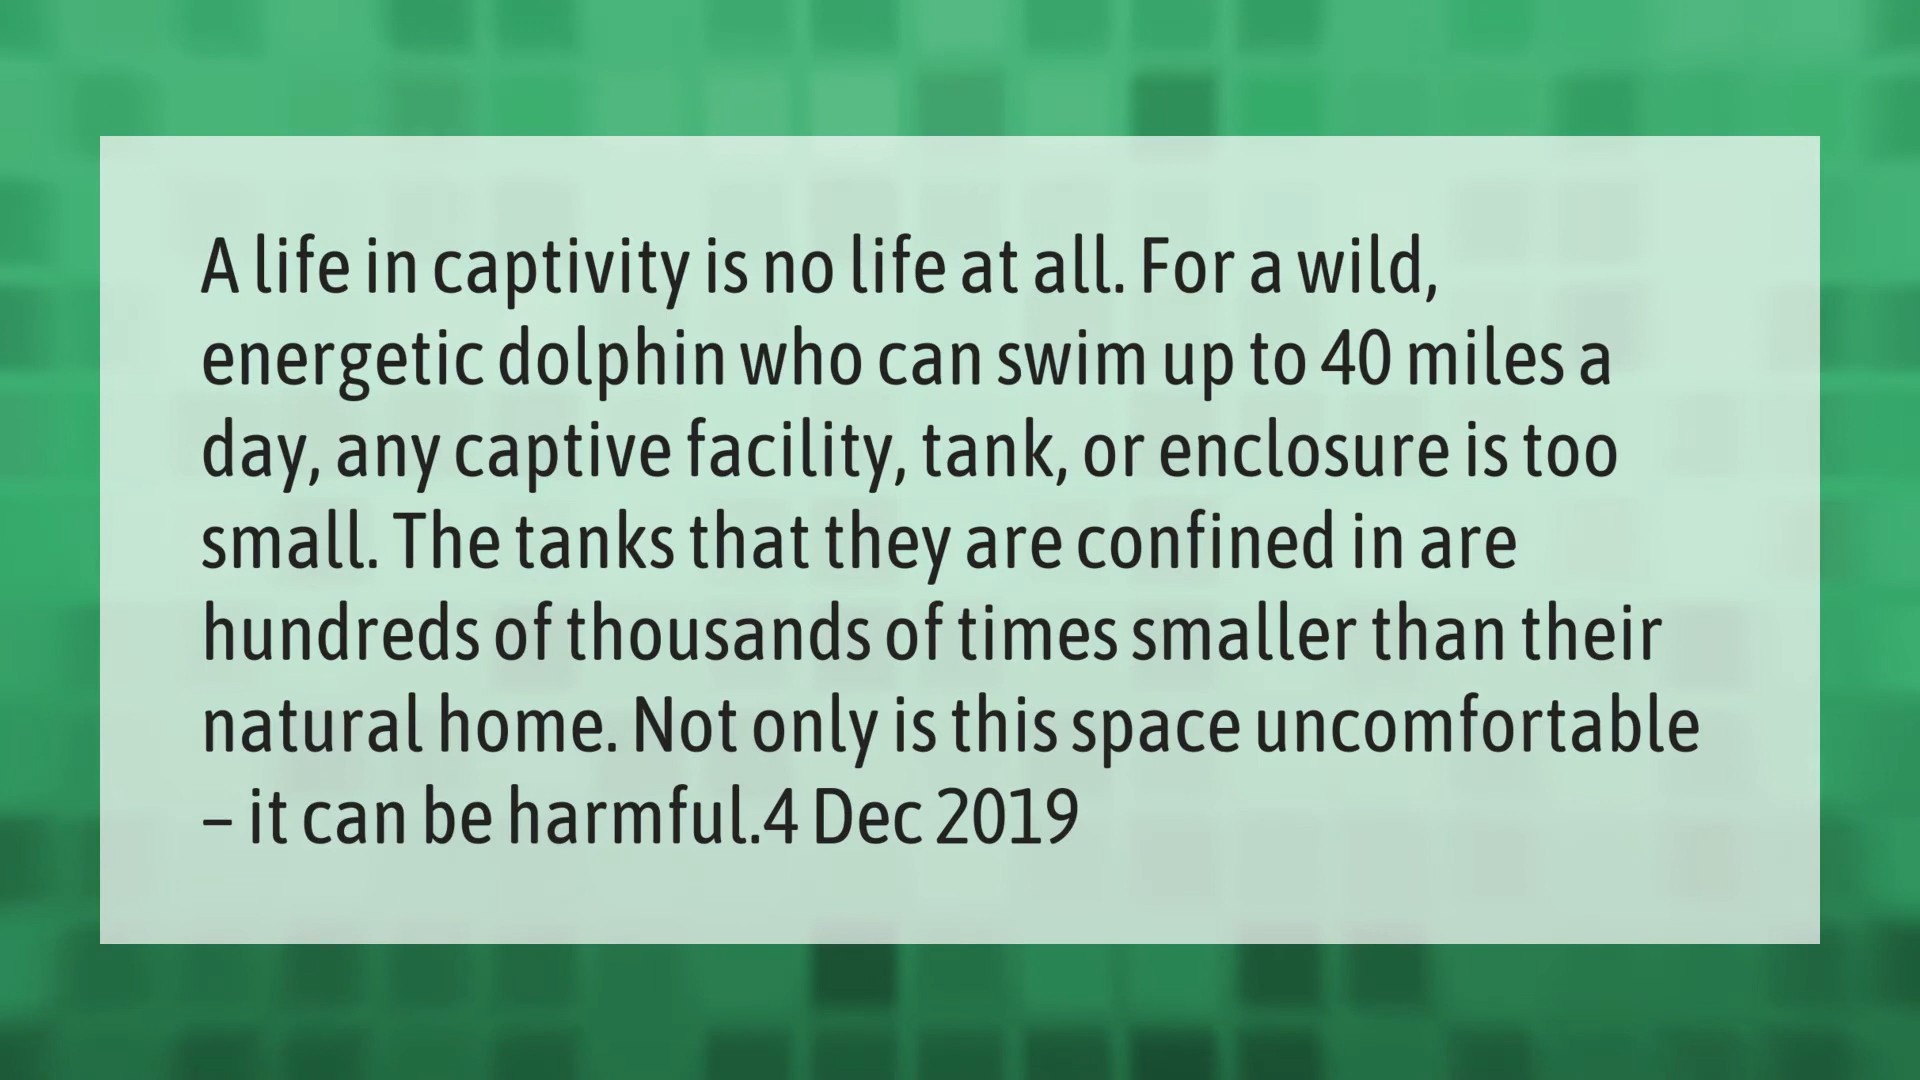 A life in captivity is no life at all. For a wild,
energetic dolphin who can swim up to 40 miles a
day, any captive facility, tank, or enclosure is too
small. The tanks that they are confined in are
hundreds of thousands of times smaller than their
natural home. Not only is this space uncomfortable
– it can be harmful.4 Dec 2019